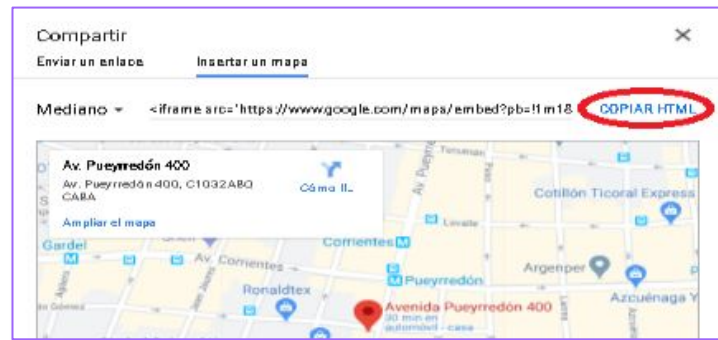 Compartir
Enviar un enlace
Insertar un mapa
Mediano
<iframe src='https://www.google.com/maps/embed?pb=!1m18
COPIAR HTML
Av. Pueyrredón 400
Av. Pueyrredón 400, C1032ABQ
CABA
Cómo ll...
Ampliar el mapa
Tucumán
Av. Pueyrre
Cotillón Ticoral Express
Lavalle
Gardel
Corrientes
Av. Corrientes
Pueyrredón
Argenper
Ronaldtex
Azcuénaga Y
Avenida Pueyrredón 400
30 min en
automóvil - casa